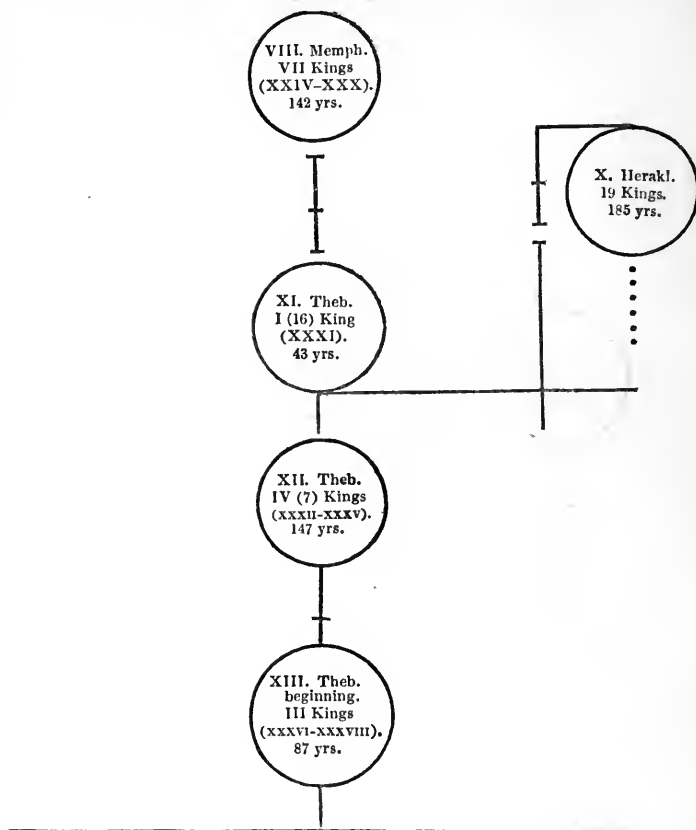 VIII. Memph.
VII Kings
(XXIV-XXX).
142 yrs.
X. Herakl.
19 Kings.
185 yrs.
XI. Theb.
I (16) King
(XXXI).
43 yrs.
XII. Theb.
IV (7) Kings
(XXXII-XXXV).
147 yrs.
XIII. Theb.
beginning.
III Kings
(XXXVI-XXXVIII).
87 yrs.